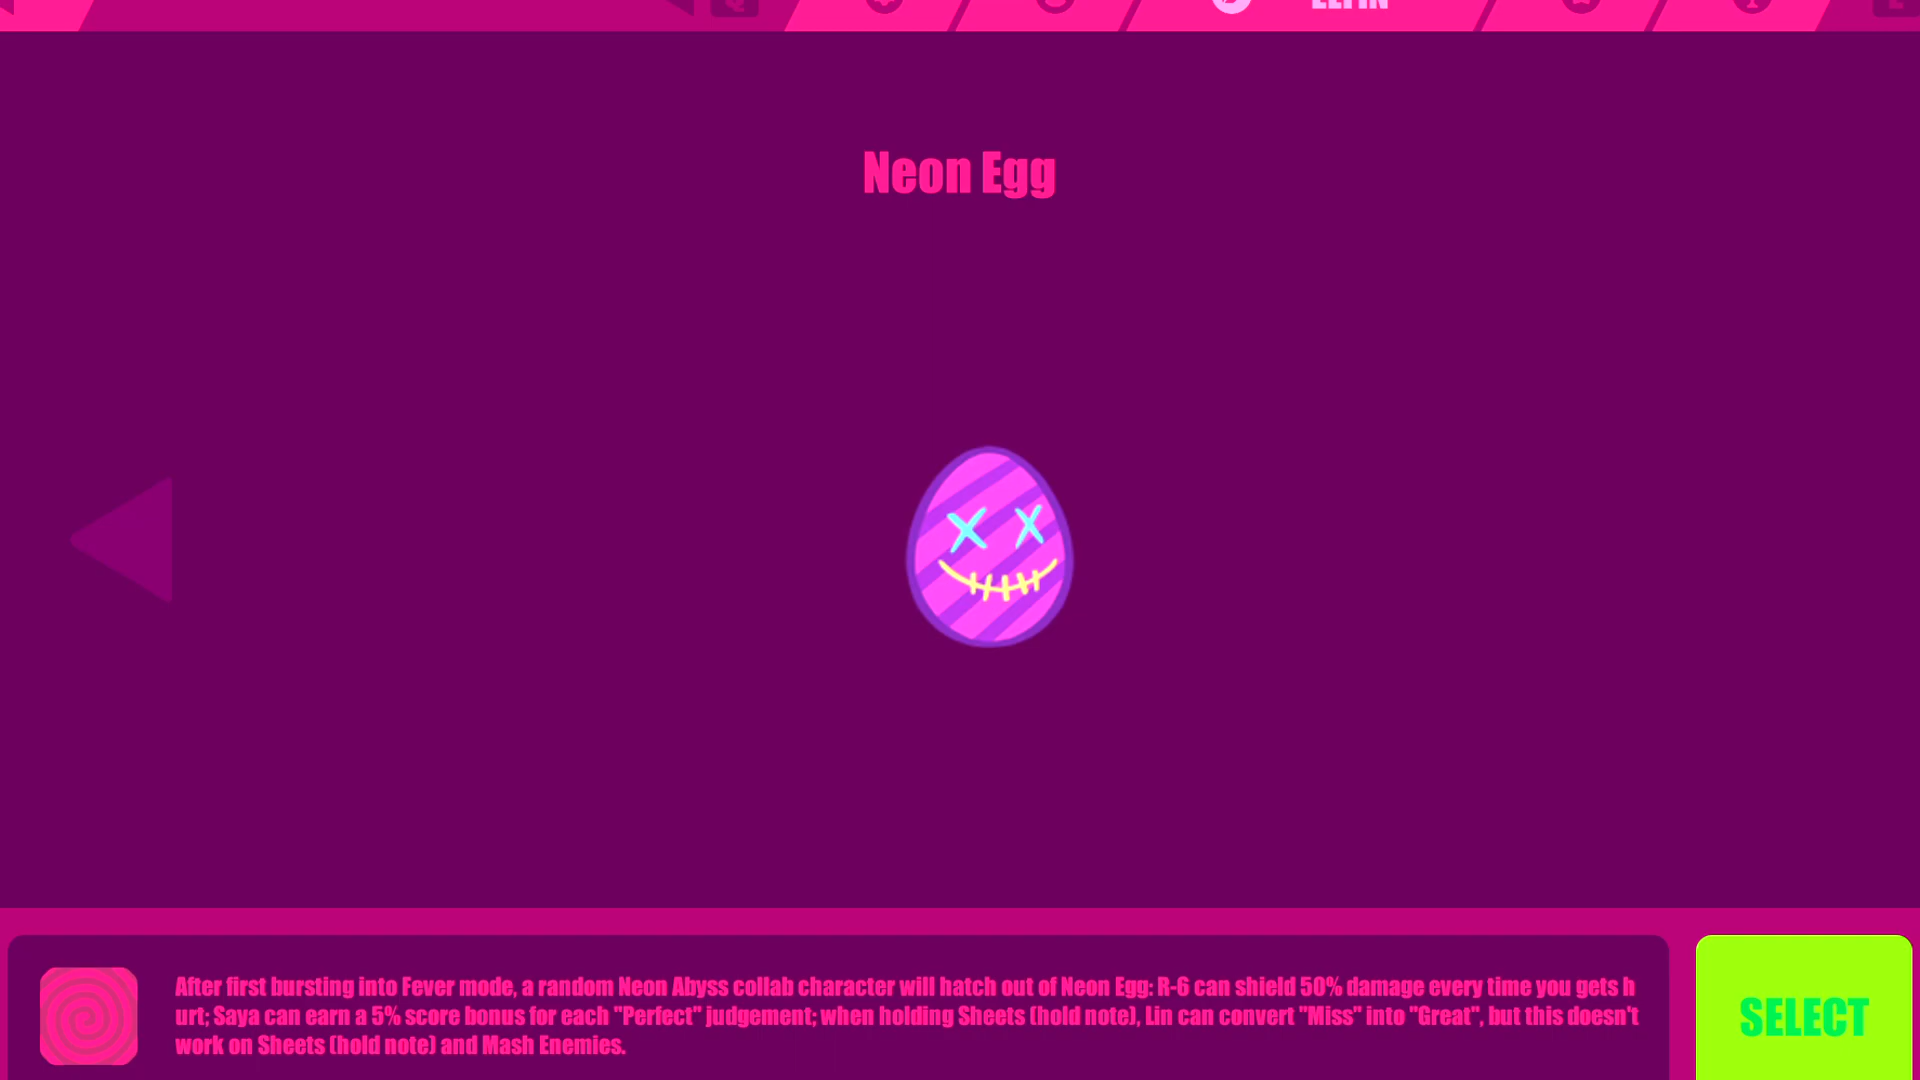 ELFIN
Neon Egg
After first bursting into Fever mode, a random Neon Abyss collab character will hatch out of Neon Egg: R-6 can shield 50% damage every time you gets h
urt; Saya can earn a 5% score bonus for each "Perfect" judgement; when holding Sheets (hold note), Lin can convert "Miss" into "Great", but this doesn't
work on Sheets (hold note) and Mash Enemies.
SELECT